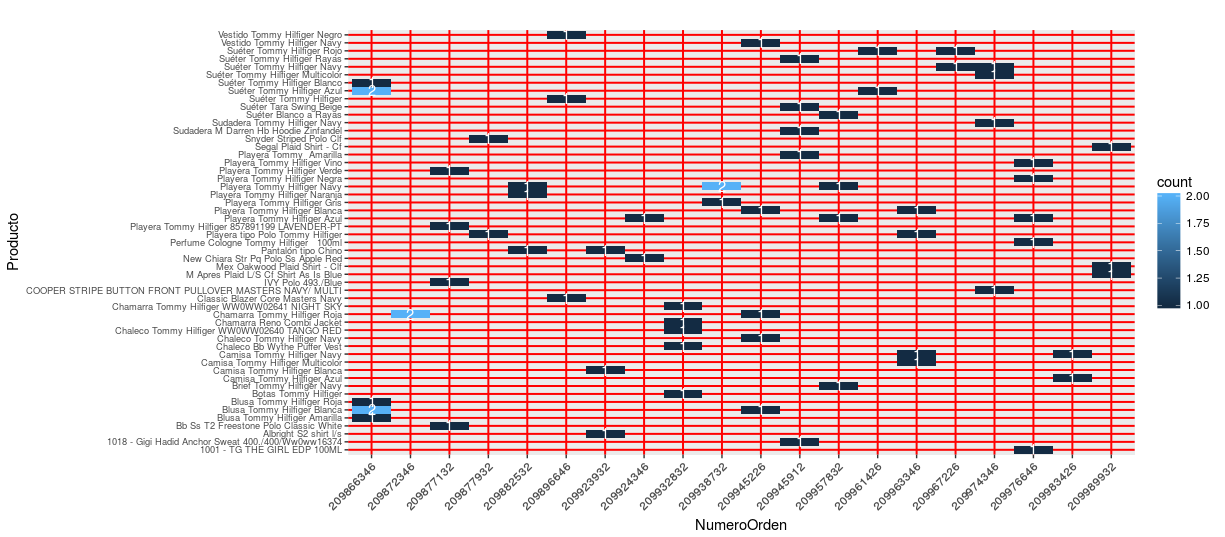 Vestido Tommy Hilfiger Negro
Vestido Tommy Hilfiger Navy
Suéter Tommy Hilfiger Rojo
Suéter Tommy Hilfiger Rayas
Suéter Tommy Hilfiger Navy
Suéter Tommy Hilfiger Multicolor
Suéter Tommy Hilfiger Blanco
Suéter Tommy Hilfiger Azul
Suéter Tommy Hilfiger
Suéter Tara Swing Beige
Suéter Blanco a Rayas
Sudadera Tommy Hilfiger Navy
Sudadera M Darren Hb Hoodie Zinfandel
Snyder Striped Polo Clf
Segal Plaid Shirt - Cf
Playera Tommy  Amarilla
Playera Tommy Hilfiger Vino
Playera Tommy Hilfiger Verde
Playera Tommy Hilfiger Negra
Playera Tommy Hilfiger Navy
Playera Tommy Hilfiger Naranja
Playera Tommy Hilfiger Gris
Playera Tommy Hilfiger Blanca
Playera Tommy Hilfiger Azul
Playera Tommy Hilfiger 857891199 LAVENDER-PT
Playera tipo Polo Tommy Hilfiger
Perfume Cologne Tommy Hilfiger   100ml
Pantalón tipo Chino
New Chiara Str Pq Polo Ss Apple Red
Mex Oakwood Plaid Shirt - Clf
M Apres Plaid L/S Cf Shirt As Is Blue
IVY Polo 493./Blue
COOPER STRIPE BUTTON FRONT PULLOVER MASTERS NAVY/ MULTI
Classic Blazer Core Masters Navy
Chamarra Tommy Hilfiger WW0WW02641 NIGHT SKY
Chamarra Tommy Hilfiger Roja
Chamarra Reno Combi Jacket
Chaleco Tommy Hilfiger WW0WW02640 TANGO RED
Chaleco Tommy Hilfiger Navy
Chaleco Bb Wythe Puffer Vest
Camisa Tommy Hilfiger Navy
Camisa Tommy Hilfiger Multicolor
Camisa Tommy Hilfiger Blanca
Camisa Tommy Hilfiger Azul
Brief Tommy Hilfiger Navy
Botas Tommy Hilfiger
Blusa Tommy Hilfiger Roja
Blusa Tommy Hilfiger Blanca
Blusa Tommy Hilfiger Amarilla
Bb Ss T2 Freestone Polo Classic White
Albright S2 shirt l/s
1018 - Gigi Hadid Anchor Sweat 400./400/Ww0ww16374
1001 - TG THE GIRL EDP 100ML
Producto
2
2
2
2
209866346
209872346
209877132
209877932
209882532
209896646
209923932
209924346
209932832
209938732
209945226
209945912
209957832
209961426
209963346
209967226
209974346
209976646
209983426
209989932
NumeroOrden
count
2.00
1.75
1.50
1.25
1.00